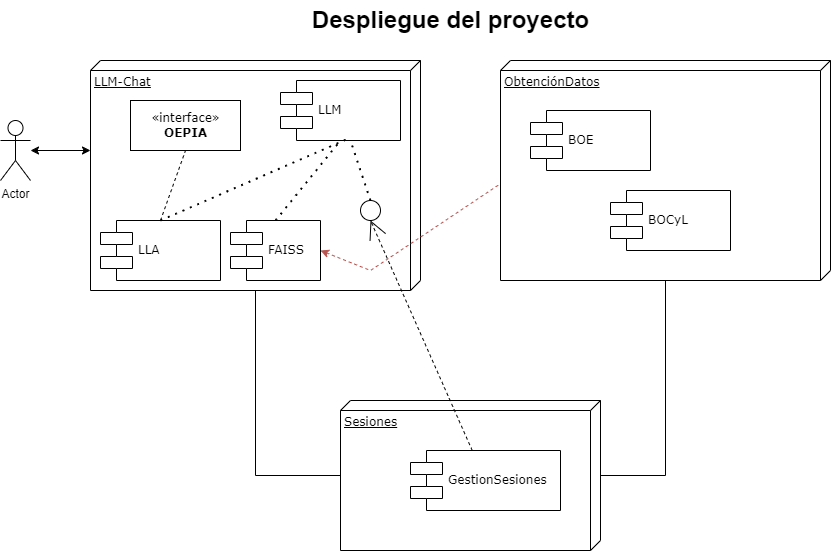 Despliegue del proyecto
LLM-Chat
«interface»
OEPIA
LLM
LLA
FAISS
Actor
ObtenciónDatos
BOE
BOCyL
Sesiones
GestionSesiones